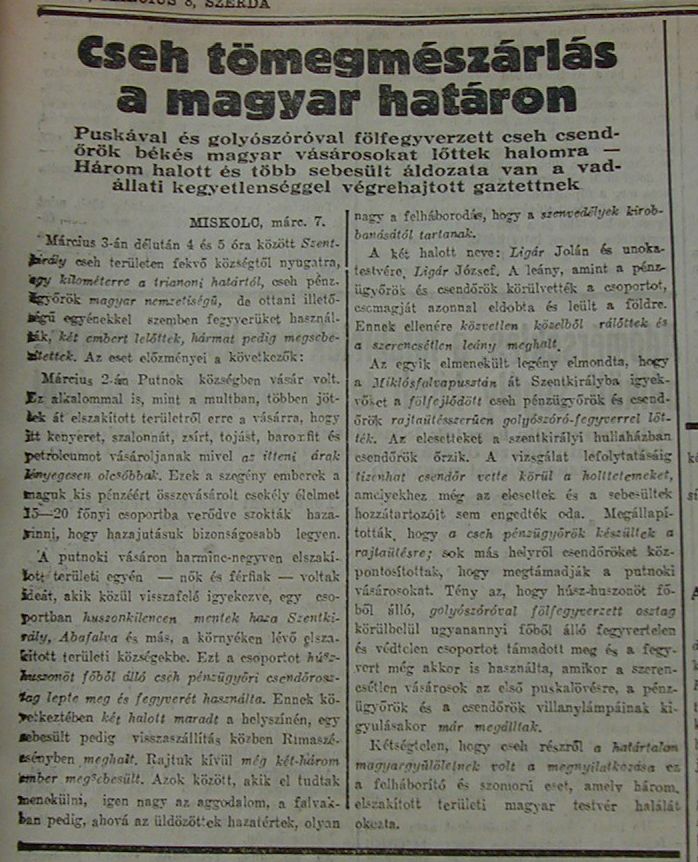 8, SZERDA
Cseh tömegmészárlás
a magyar határon
Puskával és golyószóróval fölfegyverzett cseh csend-
őrök békés magyar vásárosokat lőttek halomra —
Három halott és több sebesült áldozata van a vad-
állati kegyetlenséggel végrehajtott gaztettnek
MISKOLC, márc. 7.
Március 3-án délután 4 és 5 óra között Szent-
király cseh területen fekvő községtől nyugatra,
egy kilométerre a trianoni határtól, cseh pénz-
ügyőrök magyar nemzetiségű, de ottani illető-
ségű egyénekkel szemben fegyverüket használ-
ták, két embert lelőttek, hármat pedig megsebe-
sítettek. Az eset előzményei a következők:
Március 2-án Putnok községben vásár volt.
Ez alkalommal is, mint a multban, többen jöt-
tek át elszakított területről erre a vásárra, hogy
itt kenyeret, szalonnát, zsírt, tojást, baromfit és
petróleumot vásároljanak mivel az itteni árak
lényegesen olcsóbbak. Ezek a szegény emberek a
maguk kis pénzéért összevásárolt csekély élelmet
15—20 főnyi csoportba verődve szokták haza-
vinni, hogy hazajutásuk bizonságosabb legyen.
A putnoki vásáron harminc-negyven elszakí-
tott területi egyén — nők és férfiak — voltak
ideát, akik közül visszafelé igyekezve, egy cso-
portban huszonkilencen mentek haza Szentki-
rály, Abafalva és más, a környéken lévő elsza-
kított területi községekbe. Ezt a csoportot húsz-
huszonöt főből álló cseh pénzügyőri csendőrosz-
tag lepte meg és fegyverét használta. Ennek kö-
vetkeztében két halott maradt a helyszínén, egy
sebesült pedig visszaszállítás közben Rimaszé-
csényben meghalt. Rajtuk kívül még két-három
ember megsebesült. Azok között, akik el tudtak
menekülni, igen nagy az aggodalom, a falvak-
ban pedig, ahová az üldözöttek hazatértek, olyan
nagy a felháborodás, hogy a szenvedélyek kirob-
banásától tartanak.
A két halott neve: Ligár Jolán és unoka-
testvére, Ligár József. A leány, amint a pénz-
ügyőrök és csendőrök körülvették a csoportot,
csomagját azonnal eldobta és leült a földre.
Ennek ellenére közvetlen közelből rálőttek és
a szerencsétlen leány meghalt.
Az egyik elmenekült legény elmondta, hogy
a Miklósfalvapusztán át Szentkirályba igyek-
vőket a fölfejlődött cseh pénzügyőrök és csend-
őrök rajtaütésszerűen golyószóró-fegyverrel lőt-
ték. Az elesetteket a szentkirályi hullaházban
csendőrök őrzik. A vizsgálat lefolytatásáig
tizenhat csendőr vette körül a holttetemeket,
amelyekhez még az elesettek és a sebesültek
hozzátartozóit sem engedték oda. Megállapí-
tották, hogy a cseh pénzügyőrök készültek a
rajtaütésre; sok más helyről csendőröket köz-
pontosítottak, hogy megtámadják a putnoki
vásárosokat. Tény az, hogy húsz-huszonöt fő-
ből álló, golyószóróval fölfegyverzett osztag
körülbelül ugyanannyi főből álló fegyvertelen
és védtelen csoportot támadott meg és a fegy-
vert még akkor is használta, amikor a szeren-
csétlen vásárosok az első puskalövésre, a pénz-
ügyőrök és a csendőrök villanylámpáinak ki-
gyulásakor már megálltak.
Kétségtelen, hogy cseh részről a határtalan
magyargyűlöletnek volt a megnyilatkozása ez
a felháborító és szomorú eset, amely három,
elszakított területi magyar testvér halálát
okozta.